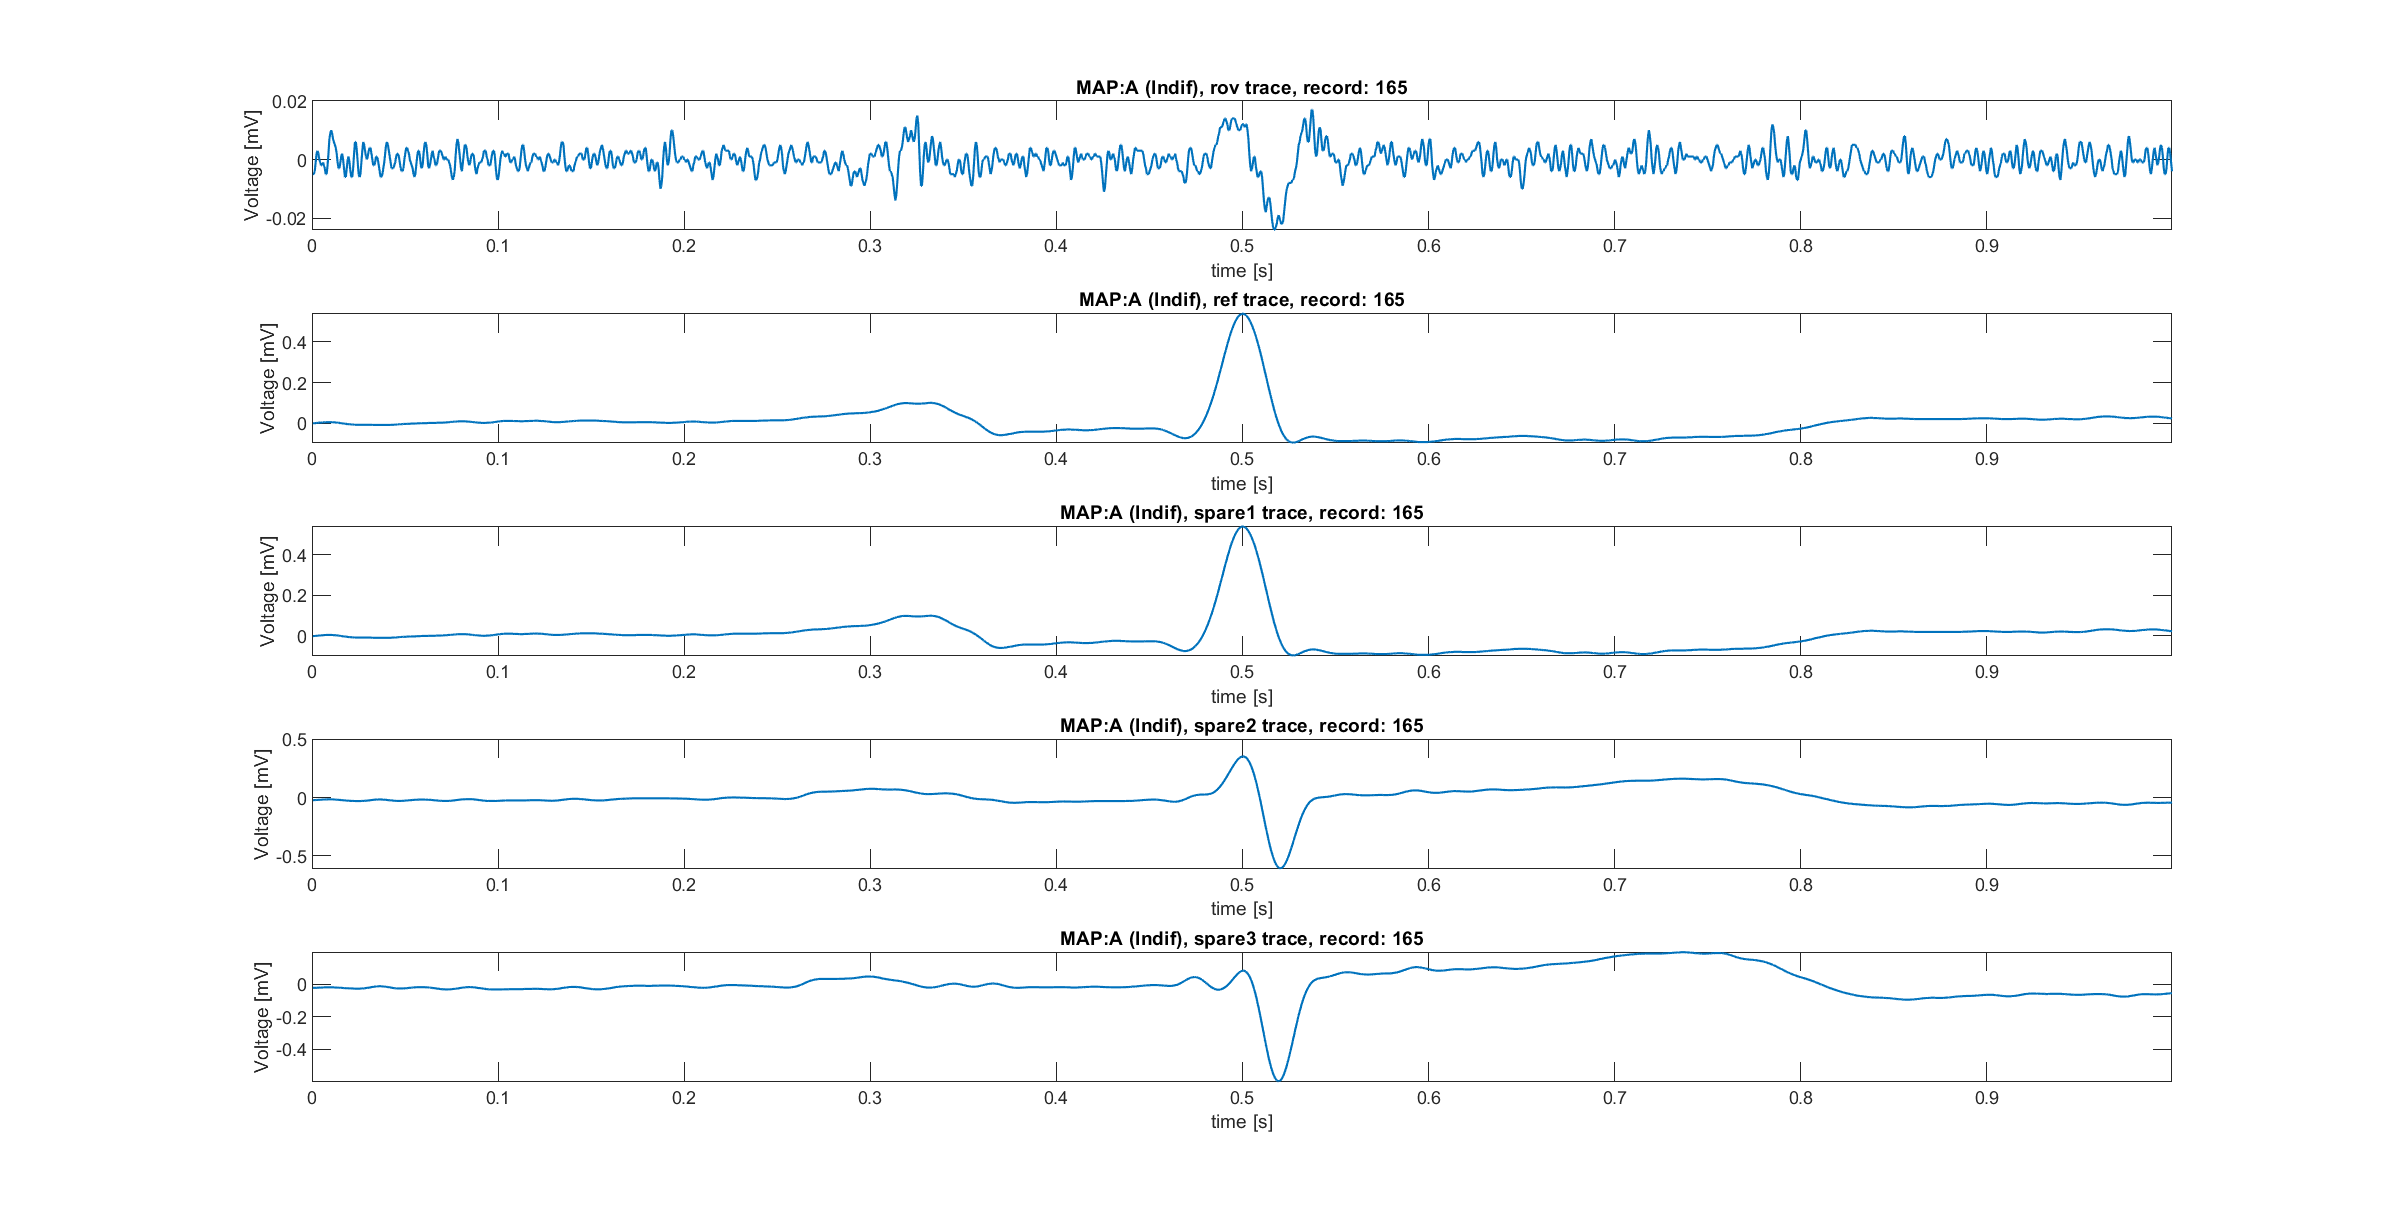 MAP:A (Indif), rov trace, record: 165
Voltage [mV]
0.02
0
-0.02
0 0.1 0.2 0.3 0.4 0.5 0.6 0.7 0.8 0.9
time [s]
MAP:A (Indif), ref trace, record: 165
Voltage [mV]
0.4
0.2
0
0 0.1 0.2 0.3 0.4 0.5 0.6 0.7 0.8 0.9
time [s]
MAP:A (Indif), spare1 trace, record: 165
Voltage [mV]
0.4
0.2
0
0 0.1 0.2 0.3 0.4 0.5 0.6 0.7 0.8 0.9
time [s]
MAP:A (Indif), spare2 trace, record: 165
Voltage [mV]
0.5
0
-0.5
0 0.1 0.2 0.3 0.4 0.5 0.6 0.7 0.8 0.9
time [s]
MAP:A (Indif), spare3 trace, record: 165
Voltage [mV]
0
-0.2
-0.4
0 0.1 0.2 0.3 0.4 0.5 0.6 0.7 0.8 0.9
time [s]